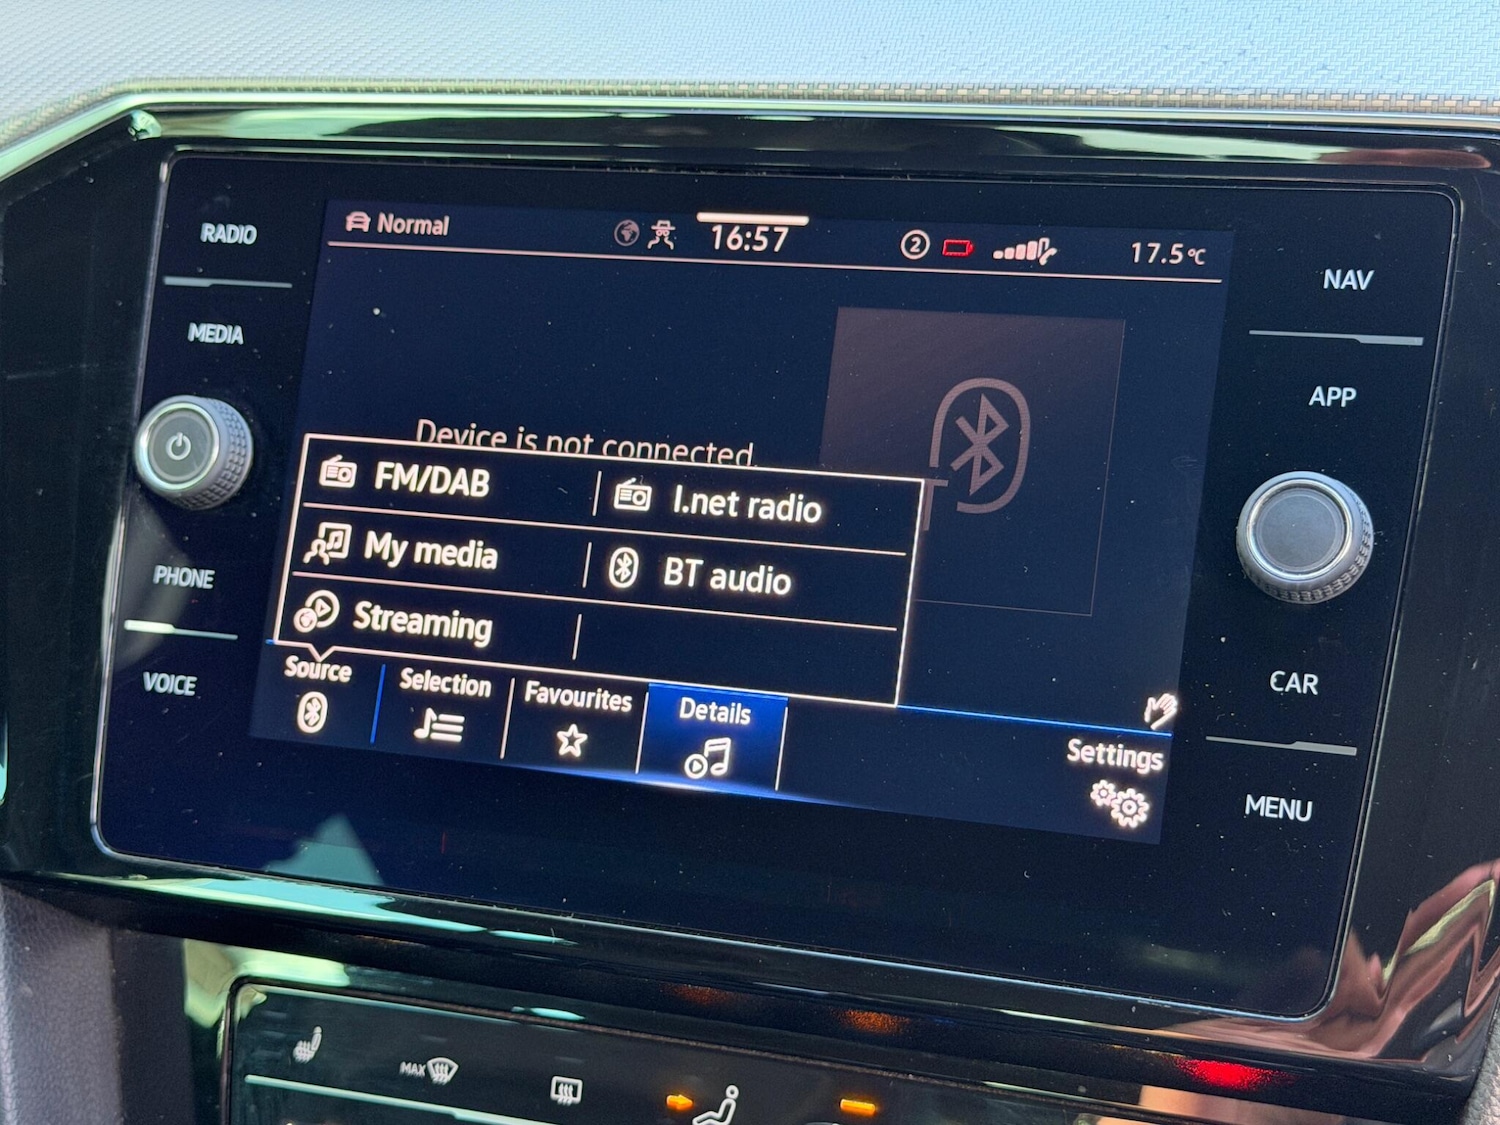 RADIO
MEDIA
PHONE
VOICE
Normal
16:57
2
17.5°C
Device is not connected.
FM/DAB
I.net radio
My media
BT audio
Streaming
Source
Selection
Favourites
Details
Settings
NAV
APP
CAR
MENU
MAX